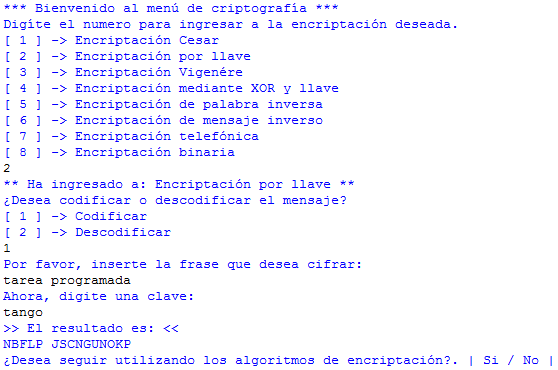 *** Bienvenido al menú de criptografía ***
Digíte el numero para ingresar a la encriptación deseada.
[ 1 ] -> Encriptación Cesar
[ 2 ] -> Encriptación por llave
[ 3 ] -> Encriptación Vigenére
[ 4 ] -> Encriptación mediante XOR y llave
[ 5 ] -> Encriptación de palabra inversa
[ 6 ] -> Encriptación de mensaje inverso
[ 7 ] -> Encriptación telefónica
[ 8 ] -> Encriptación binaria
2
** Ha ingresado a: Encriptación por llave **
¿Desea codificar o descodificar el mensaje?
[ 1 ] -> Codificar
[ 2 ] -> Descodificar
1
Por favor, inserte la frase que desea cifrar:
tarea programada
Ahora, digite una clave:
tango
>> El resultado es: <<
NBFLP JSCNGUNOKP
¿Desea seguir utilizando los algoritmos de encriptación?. | Si / No |